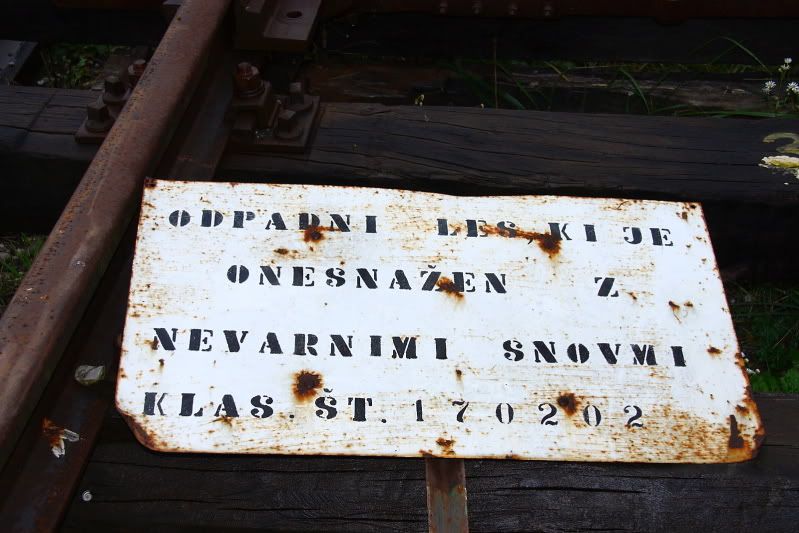 ODPADNI LES, KI JE
ONESNAŽEN Z
NEVARNIMI SNOVMI
KLAS. ŠT. 170202